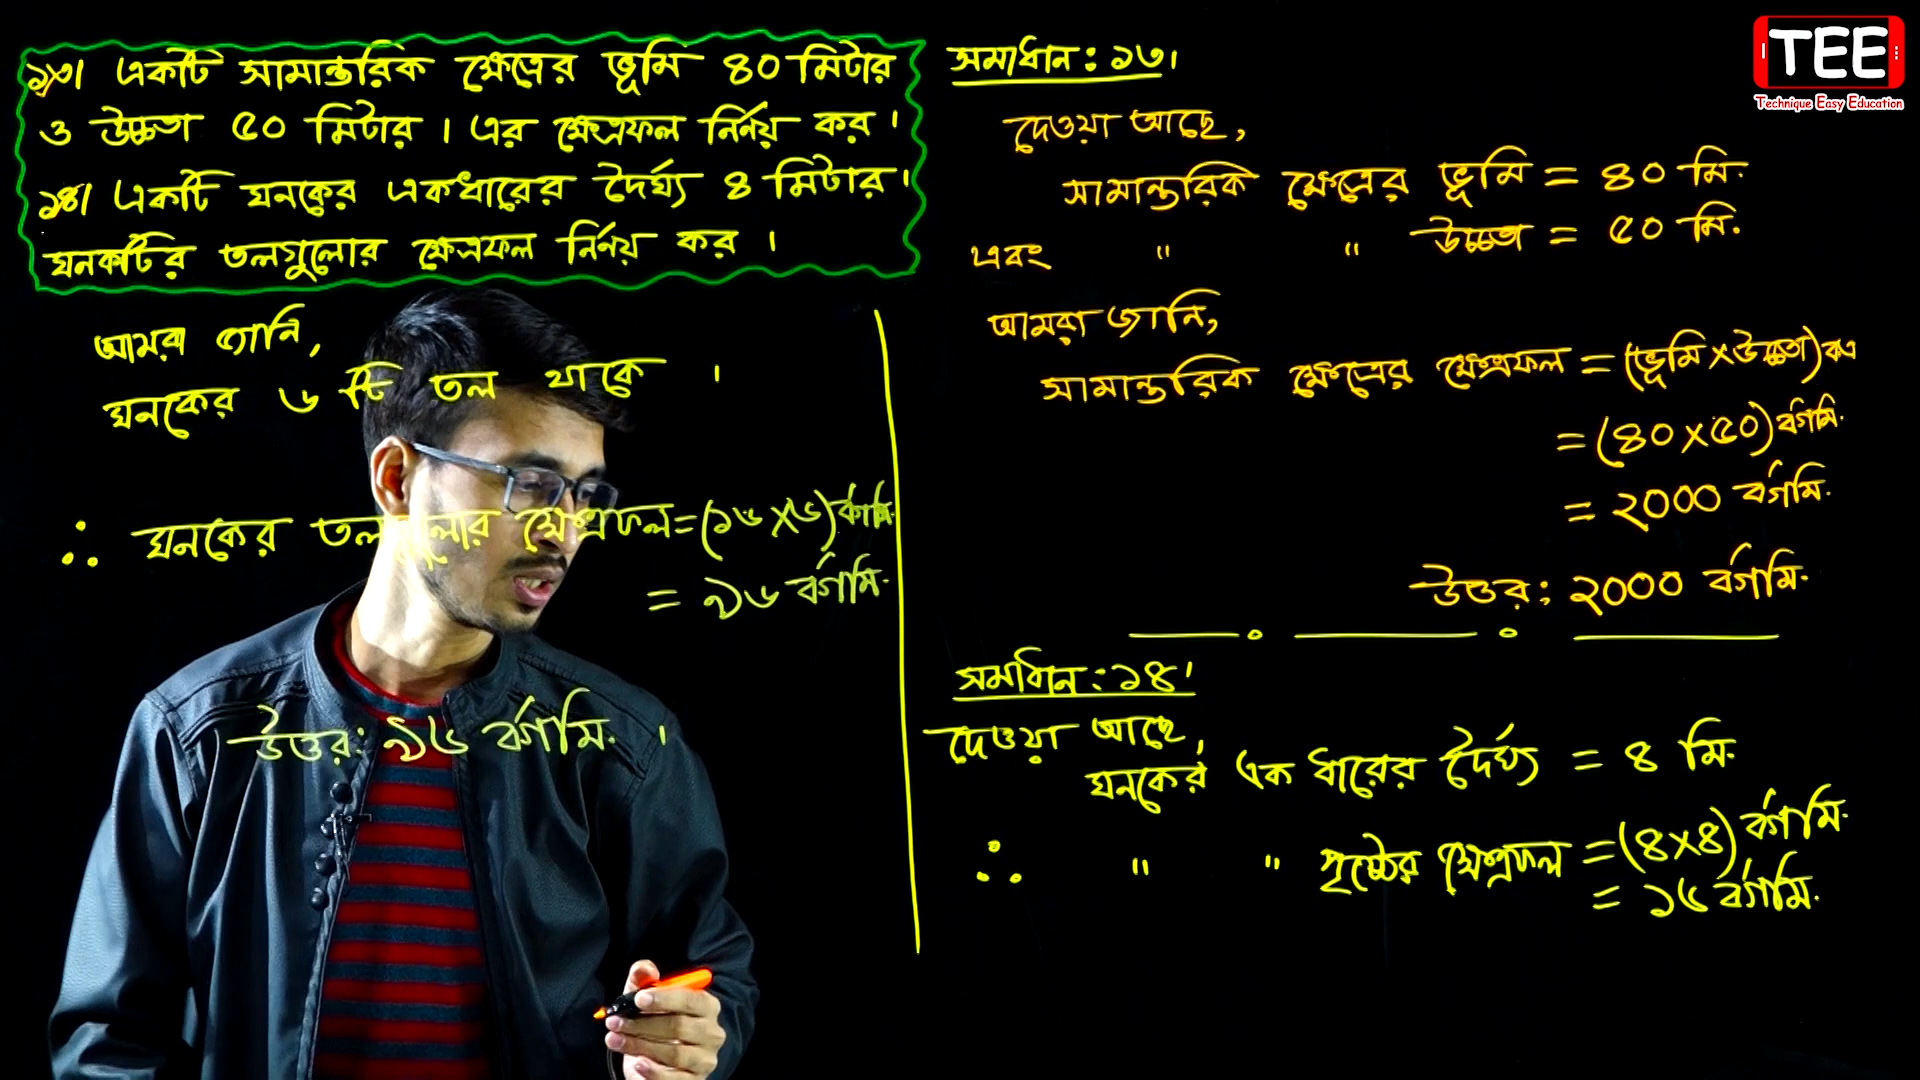 ১৩। একটি সামান্তরিক ক্ষেত্রের ভূমি ৪০ মিটার
ও উচ্চতা ৫০ মিটার । এর ক্ষেত্রফল নির্নয় কর ।
১৪। একটি ঘনকের একধারের দৈর্ঘ্য ৪ মিটার ।
ঘনকটির তলগুলোর ক্ষেত্রফল নির্নয় কর ।
আমরা জানি,
ঘনকের ৬ টি তল থাকে ।
∴ ঘনকের তলগুলোর ক্ষেত্রফল = (১৬ × ৬) বর্গমি.
= ৯৬ বর্গমি.
উত্তর: ৯৬ বর্গমি. ।
সমাধান : ১৩।
দেওয়া আছে,
সামান্তরিক ক্ষেত্রের ভূমি = ৪০ মি.
এবং " " উচ্চতা = ৫০ মি.
আমরা জানি,
সামান্তরিক ক্ষেত্রের ক্ষেত্রফল = (ভূমি × উচ্চতা) বএ
= (৪০ × ৫০) বর্গমি.
= ২০০০ বর্গমি.
উত্তর: ২০০০ বর্গমি.
সমাধান : ১৪।
দেওয়া আছে,
ঘনকের এক ধারের দৈর্ঘ্য = ৪ মি.
∴ " " পৃষ্ঠের ক্ষেত্রফল = (৪×৪) বর্গমি.
= ১৬ বর্গমি.
TEE
Technique Easy Education